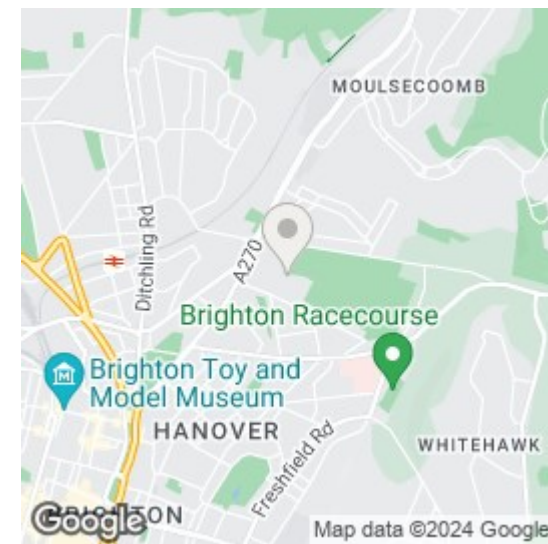 MOULSECOOMB
Ditchling Rd
A270
Brighton Racecourse
Brighton Toy and
Model Museum
HANOVER
Freshfield Rd
WHITEHAWK
BRIGHTON
Google
Map data ©2024 Google